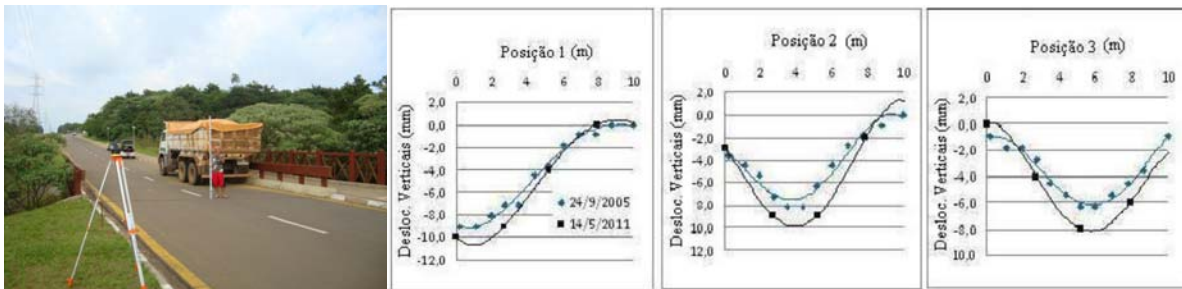 Posição 1 (m)
0 2 4 6 8 10
Desloc. Verticais (mm)
2,0
0,0
-2,0
-4,0
-6,0
-8,0
-10,0
-12,0
24/9/2005
14/5/2011
Posição 2 (m)
0 2 4 6 8 10
Desloc. Verticais (mm)
2,0
0,0
-2,0
-4,0
6,0
8,0
10,0
12,0
Posição 3 (m)
0 2 4 6 8 10
Desloc. Verticais (mm)
2,0
0,0
-2,0
-4,0
-6,0
-8,0
10,0